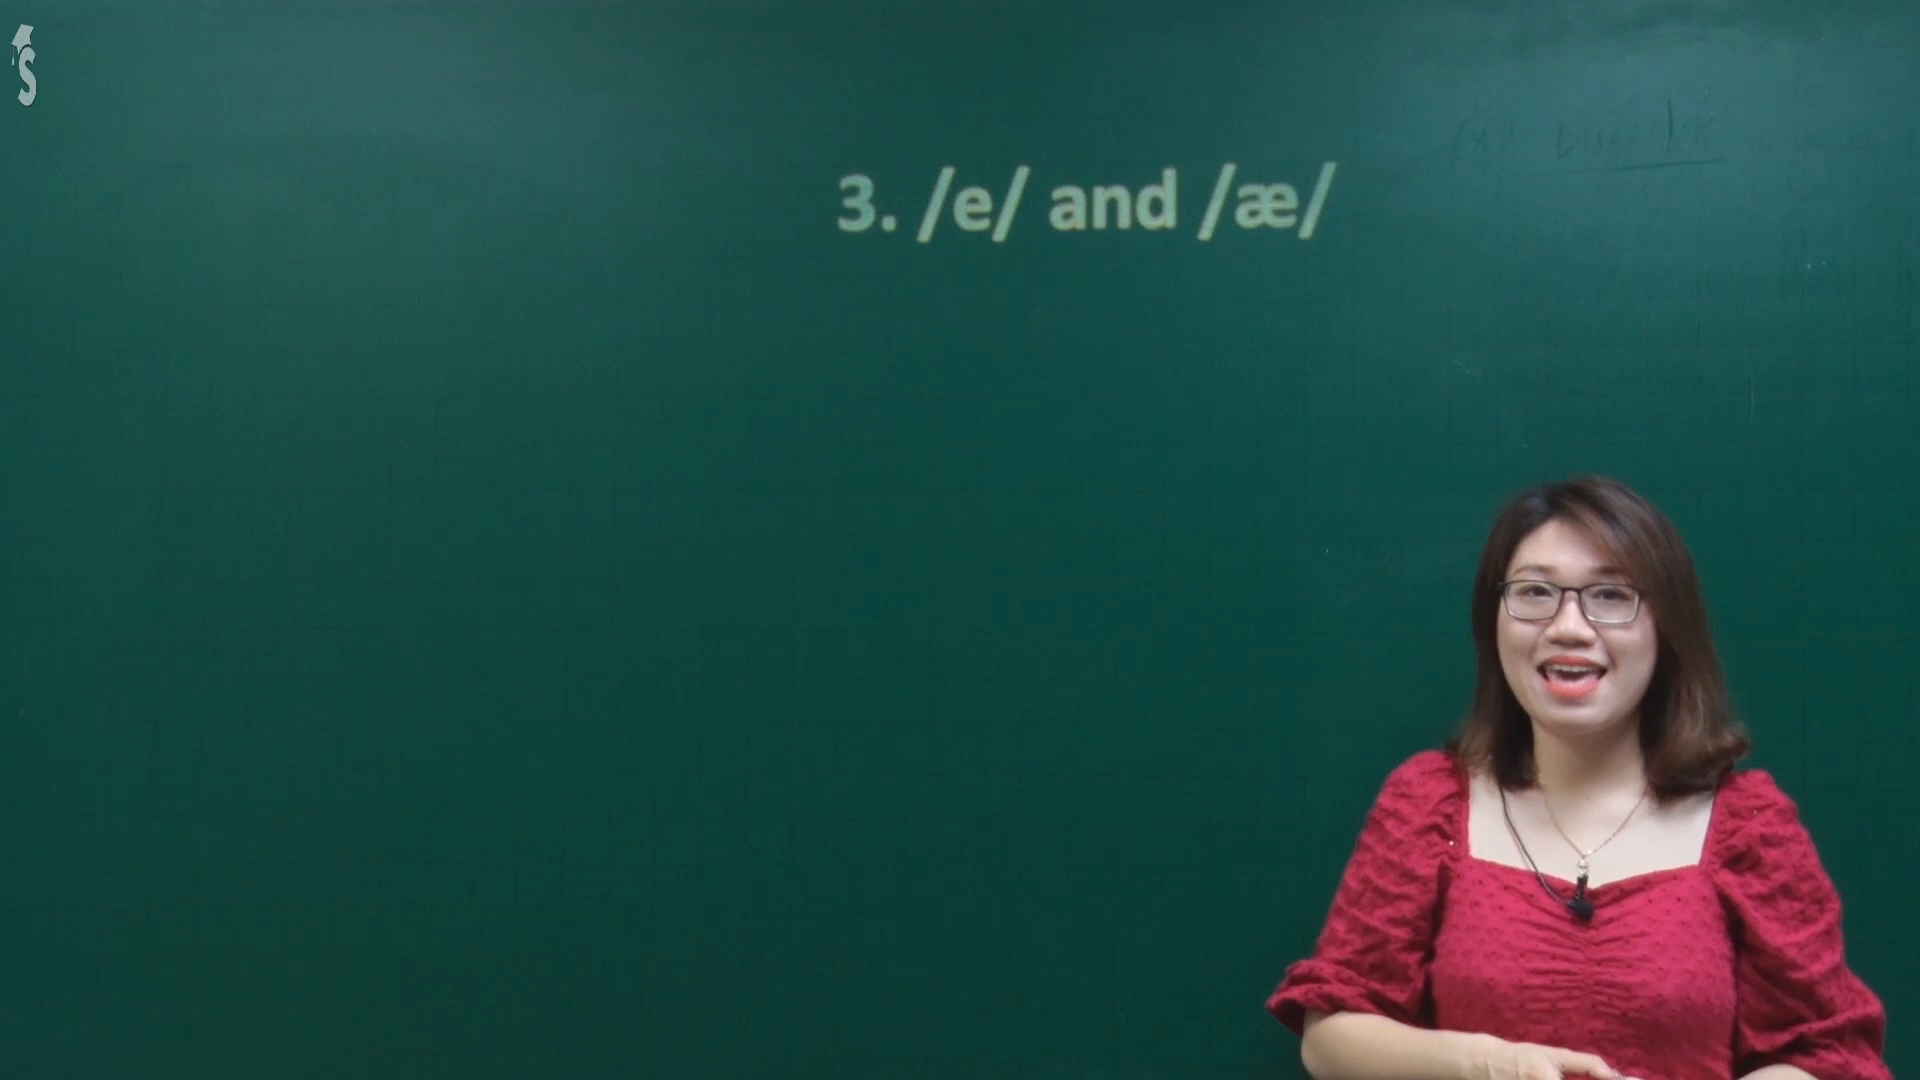 S
3. /e/ and /æ/